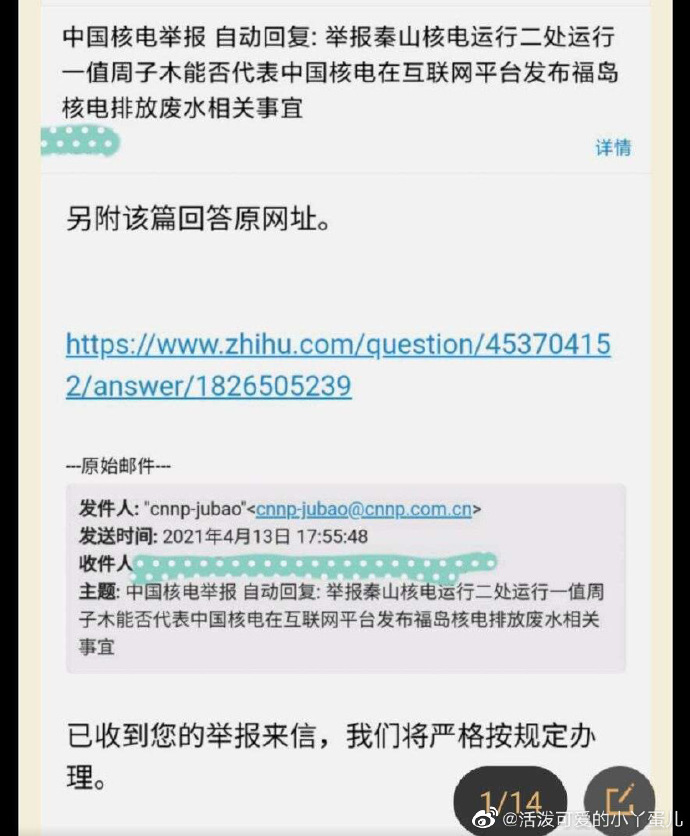 中国核电举报 自动回复: 举报秦山核电运行二处运行
一值周子木能否代表中国核电在互联网平台发布福岛
核电排放废水相关事宜
详情
另附该篇回答原网址。
https://www.zhihu.com/question/45370415
2/answer/1826505239
---原始邮件---
发件人: "cnnp-jubao"<cnnp-jubao@cnnp.com.cn>
发送时间: 2021年4月13日 17:55:48
收件人
主题: 中国核电举报 自动回复: 举报秦山核电运行二处运行一值周
子木能否代表中国核电在互联网平台发布福岛核电排放废水相关
事宜
已收到您的举报来信，我们将严格按规定办
理。
1/14
@活泼可爱的小丫蛋儿